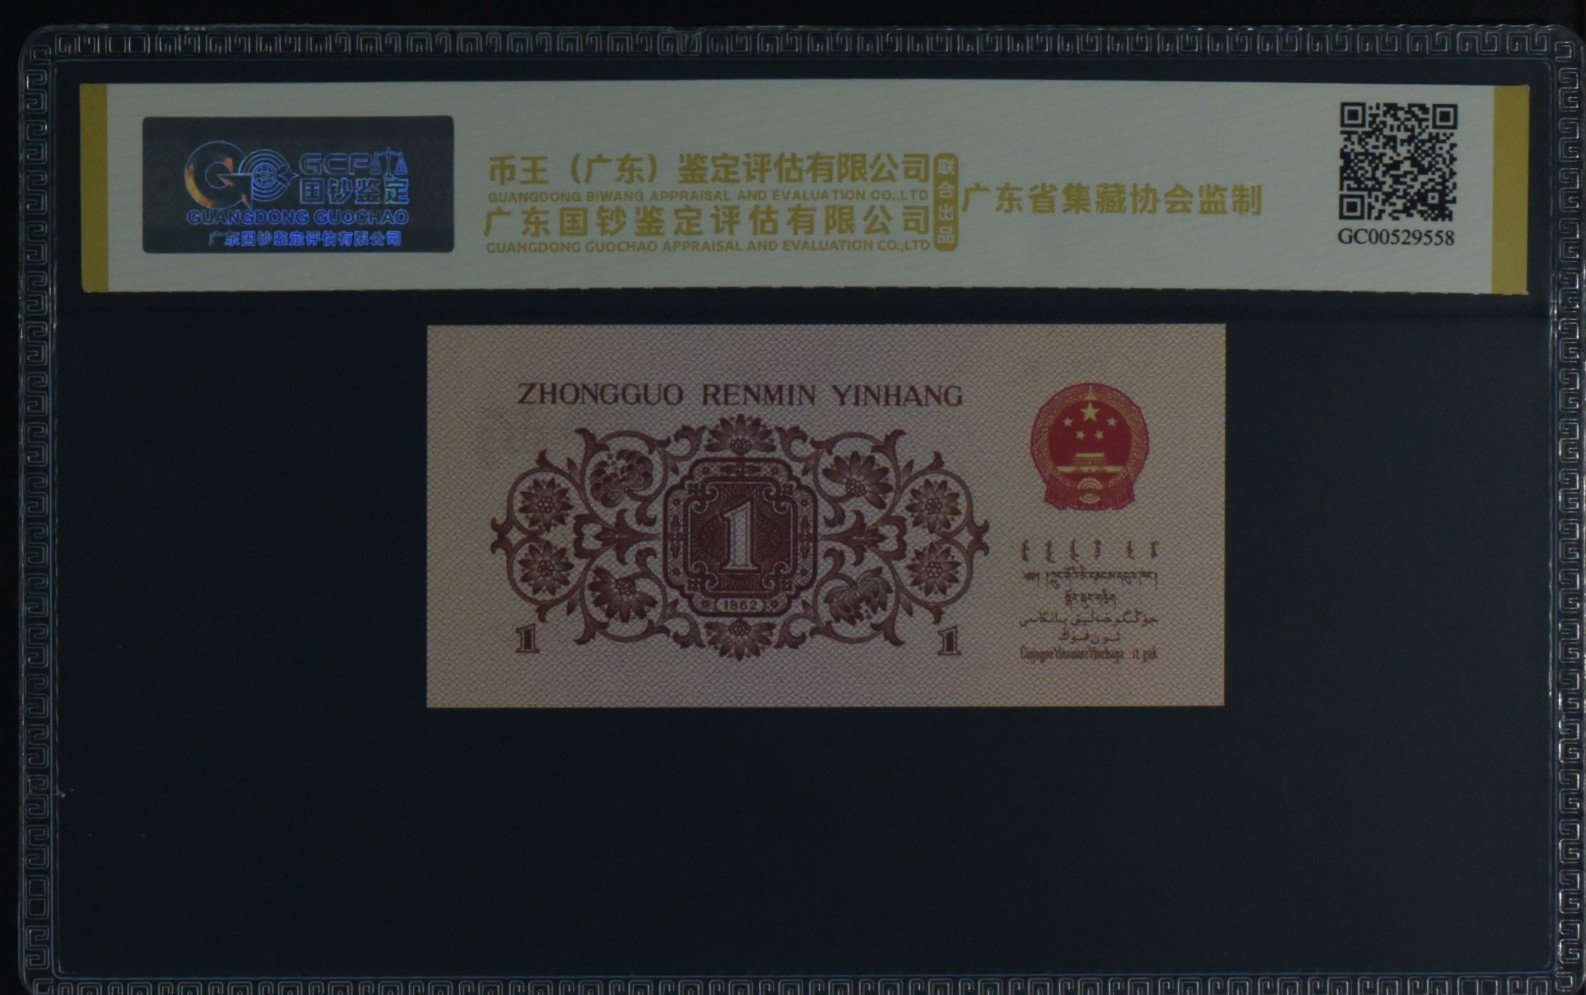 GCPA
国钞鉴定
GUANGDONG GUOCHAO
广东国钞鉴定评估有限公司
币王（广东）鉴定评估有限公司
GUANGDONG BIWANG APPRAISAL AND EVALUATION CO.,LTD
广东国钞鉴定评估有限公司
GUANGDONG GUOCHAO APPRAISAL AND EVALUATION CO.,LTD
联合出品
广东省集藏协会监制
GC00529558
ZHONGGUO RENMIN YINHANG
1
1962
1
1
جۇڭگو خەلىق بانكاسى